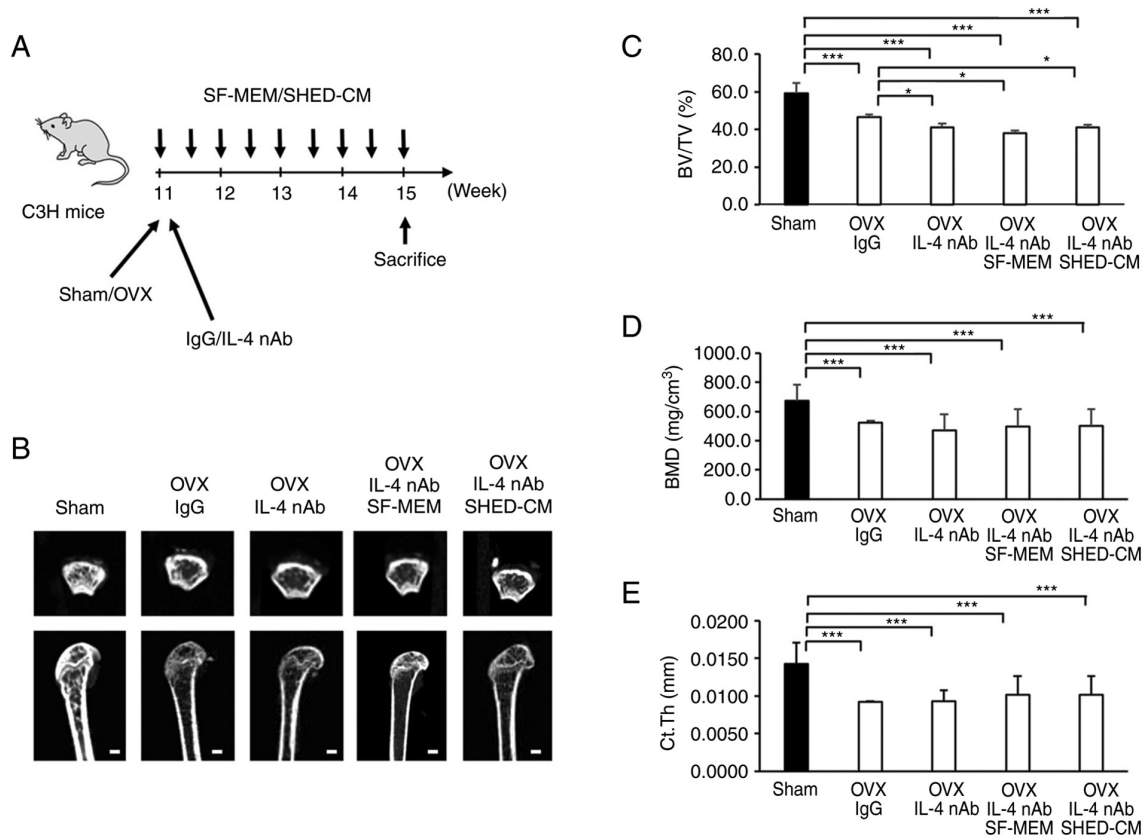 A
SF-MEM/SHED-CM
11 12 13 14 15 (Week)
C3H mice
Sacrifice
Sham/OVX
IgG/IL-4 nAb
B
Sham
OVX
IgG
OVX
IL-4 nAb
OVX
IL-4 nAb
SF-MEM
OVX
IL-4 nAb
SHED-CM
C
***
***
***
***
*
*
*
BV/TV (%)
80.0
60.0
40.0
20.0
0.0
Sham
OVX
IgG
OVX
IL-4 nAb
OVX
IL-4 nAb
SF-MEM
OVX
IL-4 nAb
SHED-CM
D
***
***
***
***
BMD (mg/cm³)
1000.0
800.0
600.0
400.0
200.0
0.0
Sham
OVX
IgG
OVX
IL-4 nAb
OVX
IL-4 nAb
SF-MEM
OVX
IL-4 nAb
SHED-CM
E
***
***
***
***
Ct.Th (mm)
0.0200
0.0150
0.0100
0.0050
0.0000
Sham
OVX
IgG
OVX
IL-4 nAb
OVX
IL-4 nAb
SF-MEM
OVX
IL-4 nAb
SHED-CM